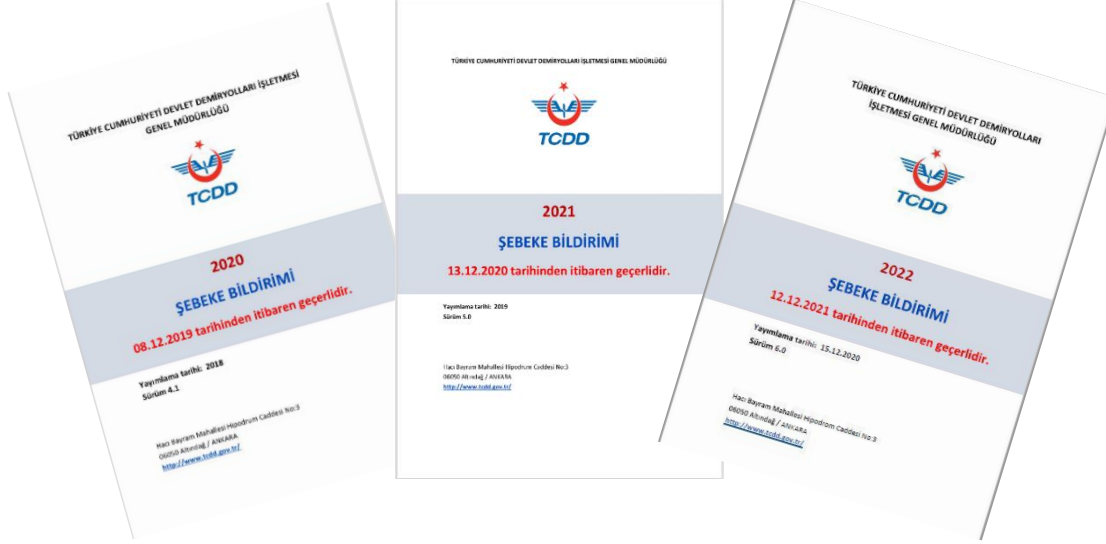 TÜRKİYE CUMHURİYETİ DEVLET DEMİRYOLLARI İŞLETMESİ
GENEL MÜDÜRLÜĞÜ
TCDD
2020
ŞEBEKE BİLDİRİMİ
08.12.2019 tarihinden itibaren geçerlidir.
Yayımlama tarihi: 2018
Sürüm 4.1
Hacı Bayram Mahallesi Hipodrum Caddesi No:3
06050 Altındağ / ANKARA
http://www.tcdd.gov.tr/
TÜRKİYE CUMHURİYETİ DEVLET DEMİRYOLLARI İŞLETMESİ GENEL MÜDÜRLÜĞÜ
TCDD
2021
ŞEBEKE BİLDİRİMİ
13.12.2020 tarihinden itibaren geçerlidir.
Yayımlama tarihi: 2019
Sürüm 5.0
Hacı Bayram Mahallesi Hipodrum Caddesi No:3
06050 Altındağ / ANKARA
http://www.tcdd.gov.tr/
TÜRKİYE CUMHURİYETİ DEVLET DEMİRYOLLARI
İŞLETMESİ GENEL MÜDÜRLÜĞÜ
TCDD
2022
ŞEBEKE BİLDİRİMİ
12.12.2021 tarihinden itibaren geçerlidir.
Yayımlama tarihi: 15.12.2020
Sürüm 6.0
Hacı Bayram Mahallesi Hipodrum Caddesi No:3
06050 Altındağ / ANKARA
http://www.tcdd.gov.tr/